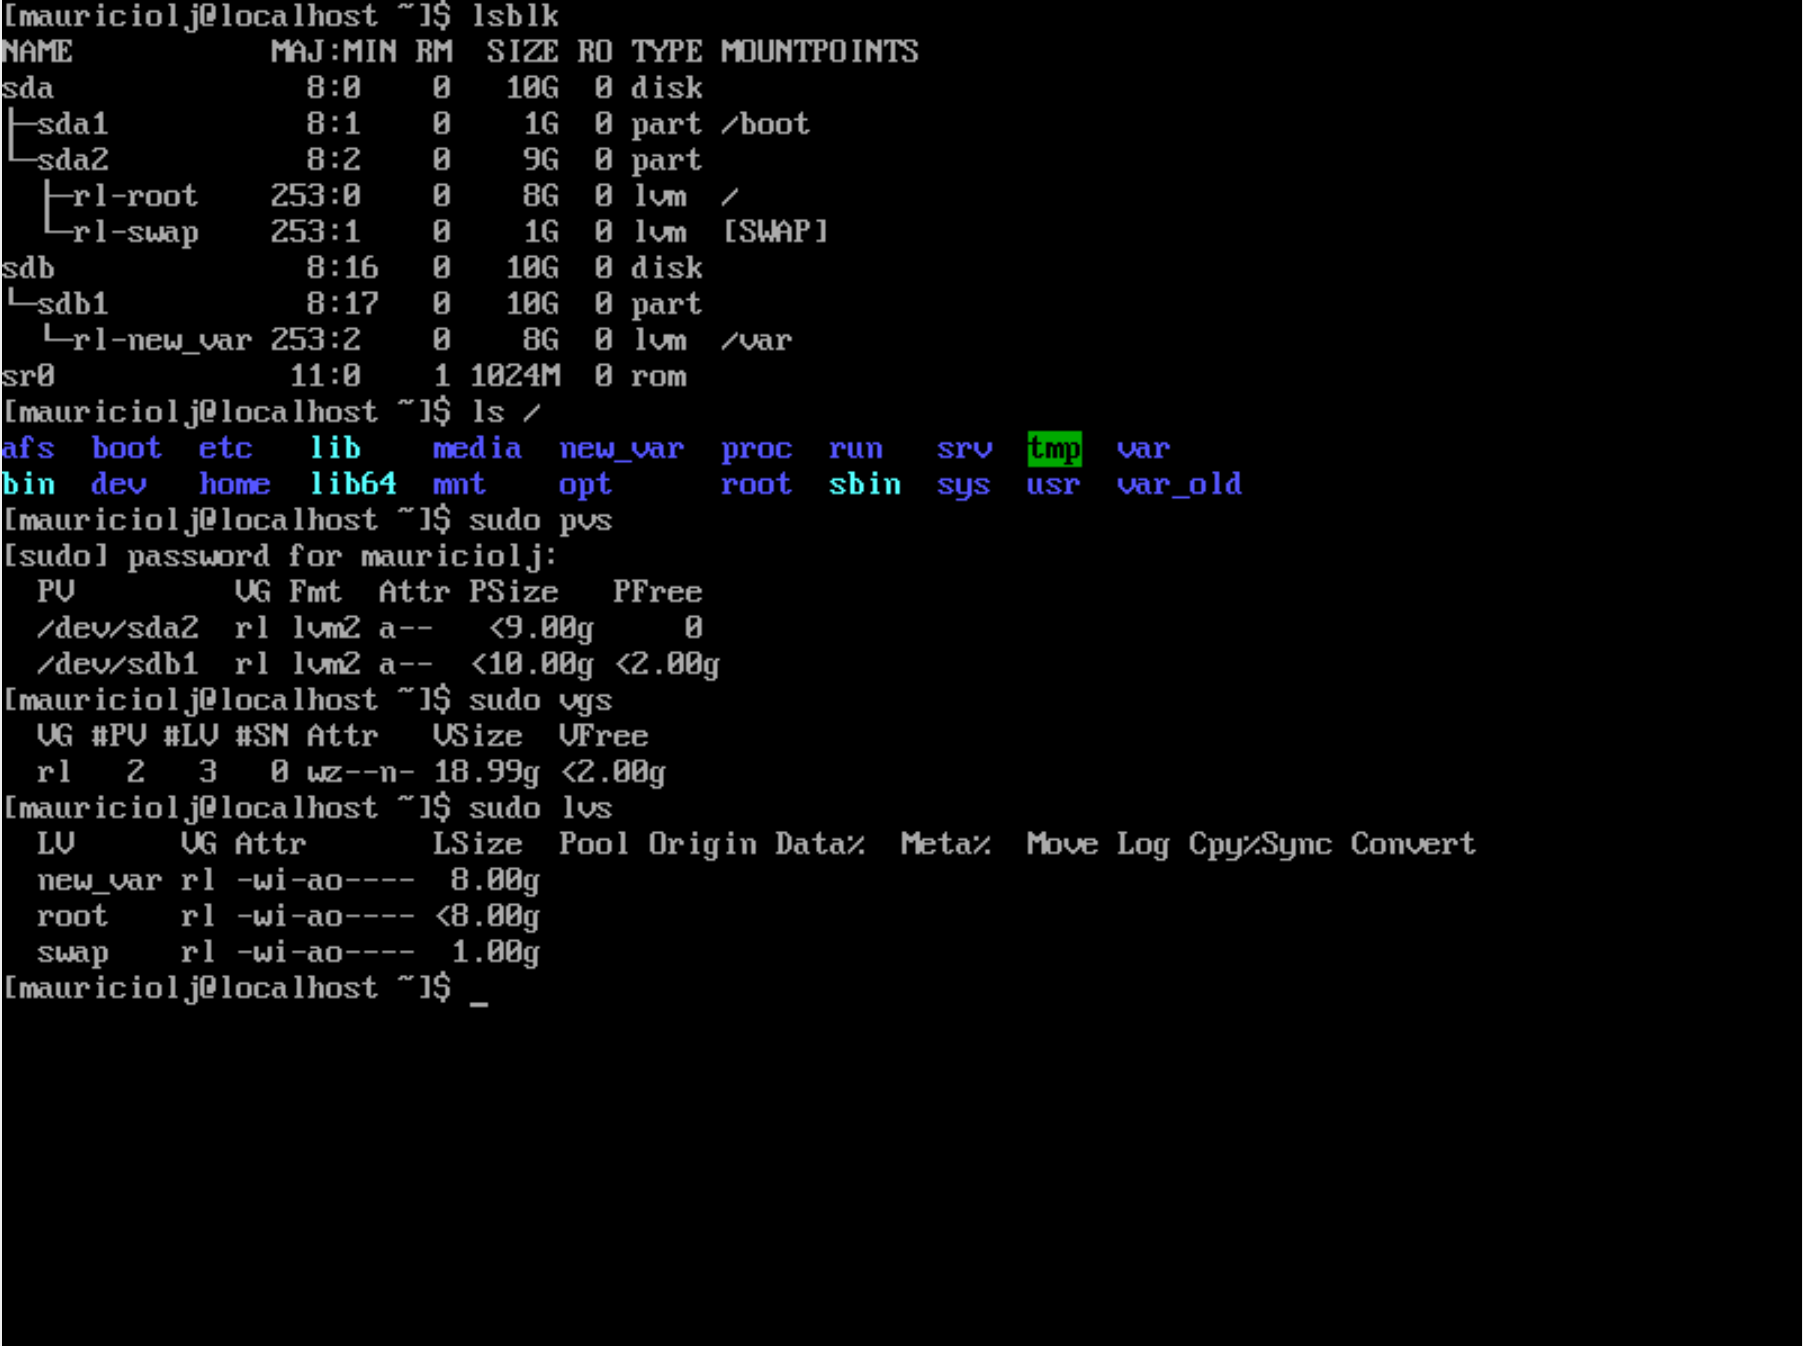 [mauriciolj@localhost ~]$ lsblk
NAME           MAJ:MIN RM   SIZE RO TYPE MOUNTPOINTS
sda              8:0    0    10G  0 disk
├─sda1           8:1    0     1G  0 part /boot
└─sda2           8:2    0     9G  0 part
  ├─rl-root    253:0    0     8G  0 lvm  /
  └─rl-swap    253:1    0     1G  0 lvm  [SWAP]
sdb              8:16   0    10G  0 disk
└─sdb1           8:17   0    10G  0 part
  └─rl-new_var 253:2    0     8G  0 lvm  /var
sr0             11:0    1  1024M  0 rom
[mauriciolj@localhost ~]$ ls /
afs  boot  etc   lib    media  new_var  proc  run   srv  tmp  var
bin  dev   home  lib64  mnt    opt      root  sbin  sys  usr  var_old
[mauriciolj@localhost ~]$ sudo pvs
[sudo] password for mauriciolj:
  PV         VG Fmt  Attr PSize   PFree
  /dev/sda2  rl lvm2 a--   <9.00g     0
  /dev/sdb1  rl lvm2 a--  <10.00g <2.00g
[mauriciolj@localhost ~]$ sudo vgs
  VG #PV #LV #SN Attr   VSize  VFree
  rl   2   3   0 wz--n- 18.99g <2.00g
[mauriciolj@localhost ~]$ sudo lvs
  LV      VG Attr       LSize  Pool Origin Data%  Meta%  Move Log Cpy%Sync Convert
  new_var rl -wi-ao----  8.00g
  root    rl -wi-ao---- <8.00g
  swap    rl -wi-ao----  1.00g
[mauriciolj@localhost ~]$ _